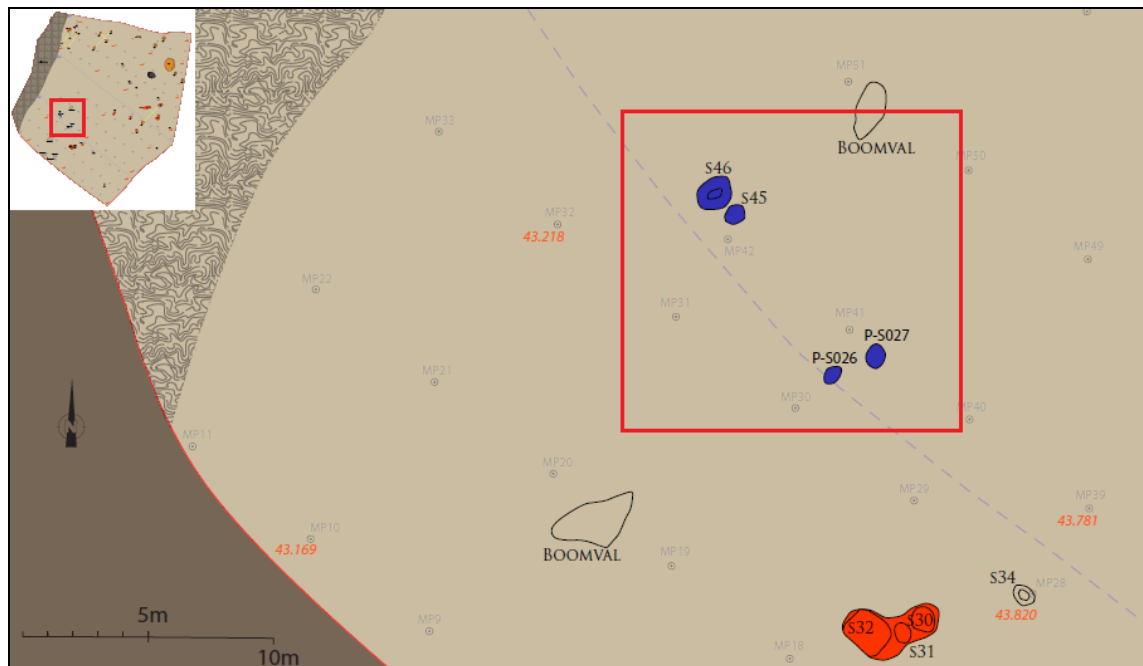 MP51
BOOMVAL
MP33
MP50
S46
S45
MP32
43.218
MP42
MP49
MP22
MP31
MP41
P-S027
P-S026
MP21
MP30
MP40
N
MP11
MP20
MP29
MP39
43.781
MP10
43.169
BOOMVAL
MP19
S34
MP28
43.820
5m
MP9
S32
S30
S31
10m
MP18